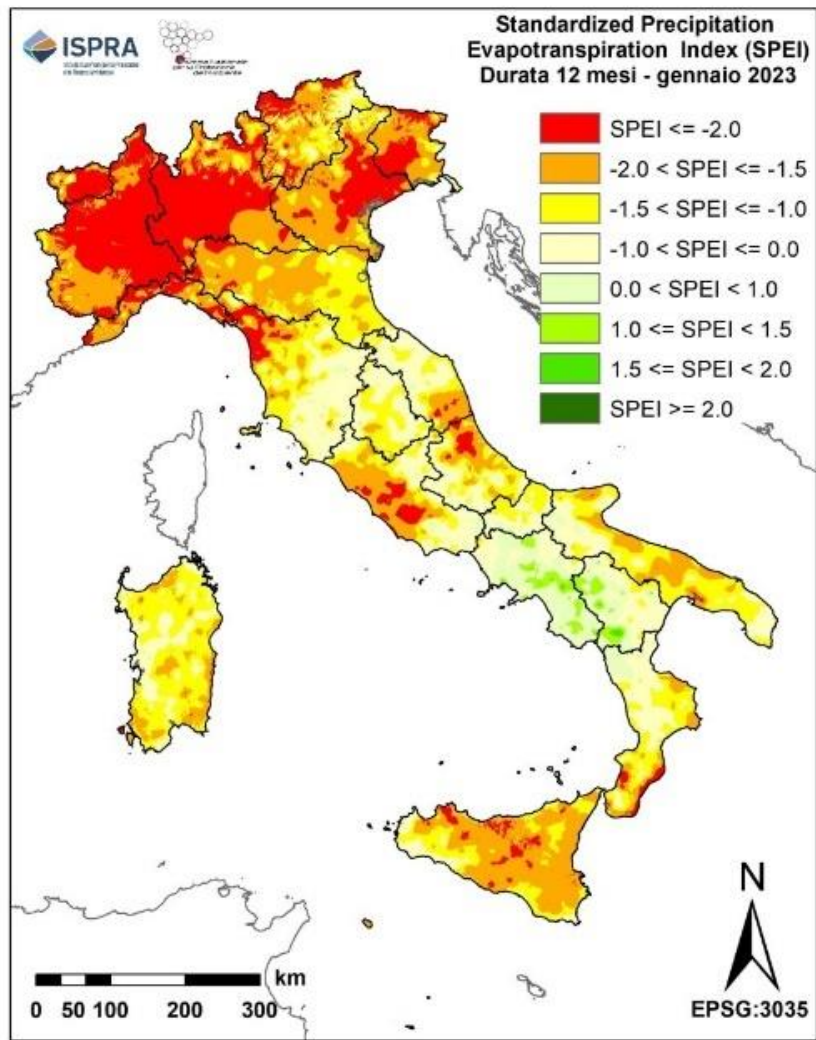 ISPRA
Standardized Precipitation
Evapotranspiration Index (SPEI)
Durata 12 mesi - gennaio 2023
SPEI <= -2.0
-2.0 < SPEI <= -1.5
-1.5 < SPEI <= -1.0
-1.0 < SPEI <= 0.0
0.0 < SPEI < 1.0
1.0 <= SPEI < 1.5
1.5 <= SPEI < 2.0
SPEI >= 2.0
N
km
0 50 100 200 300
EPSG:3035